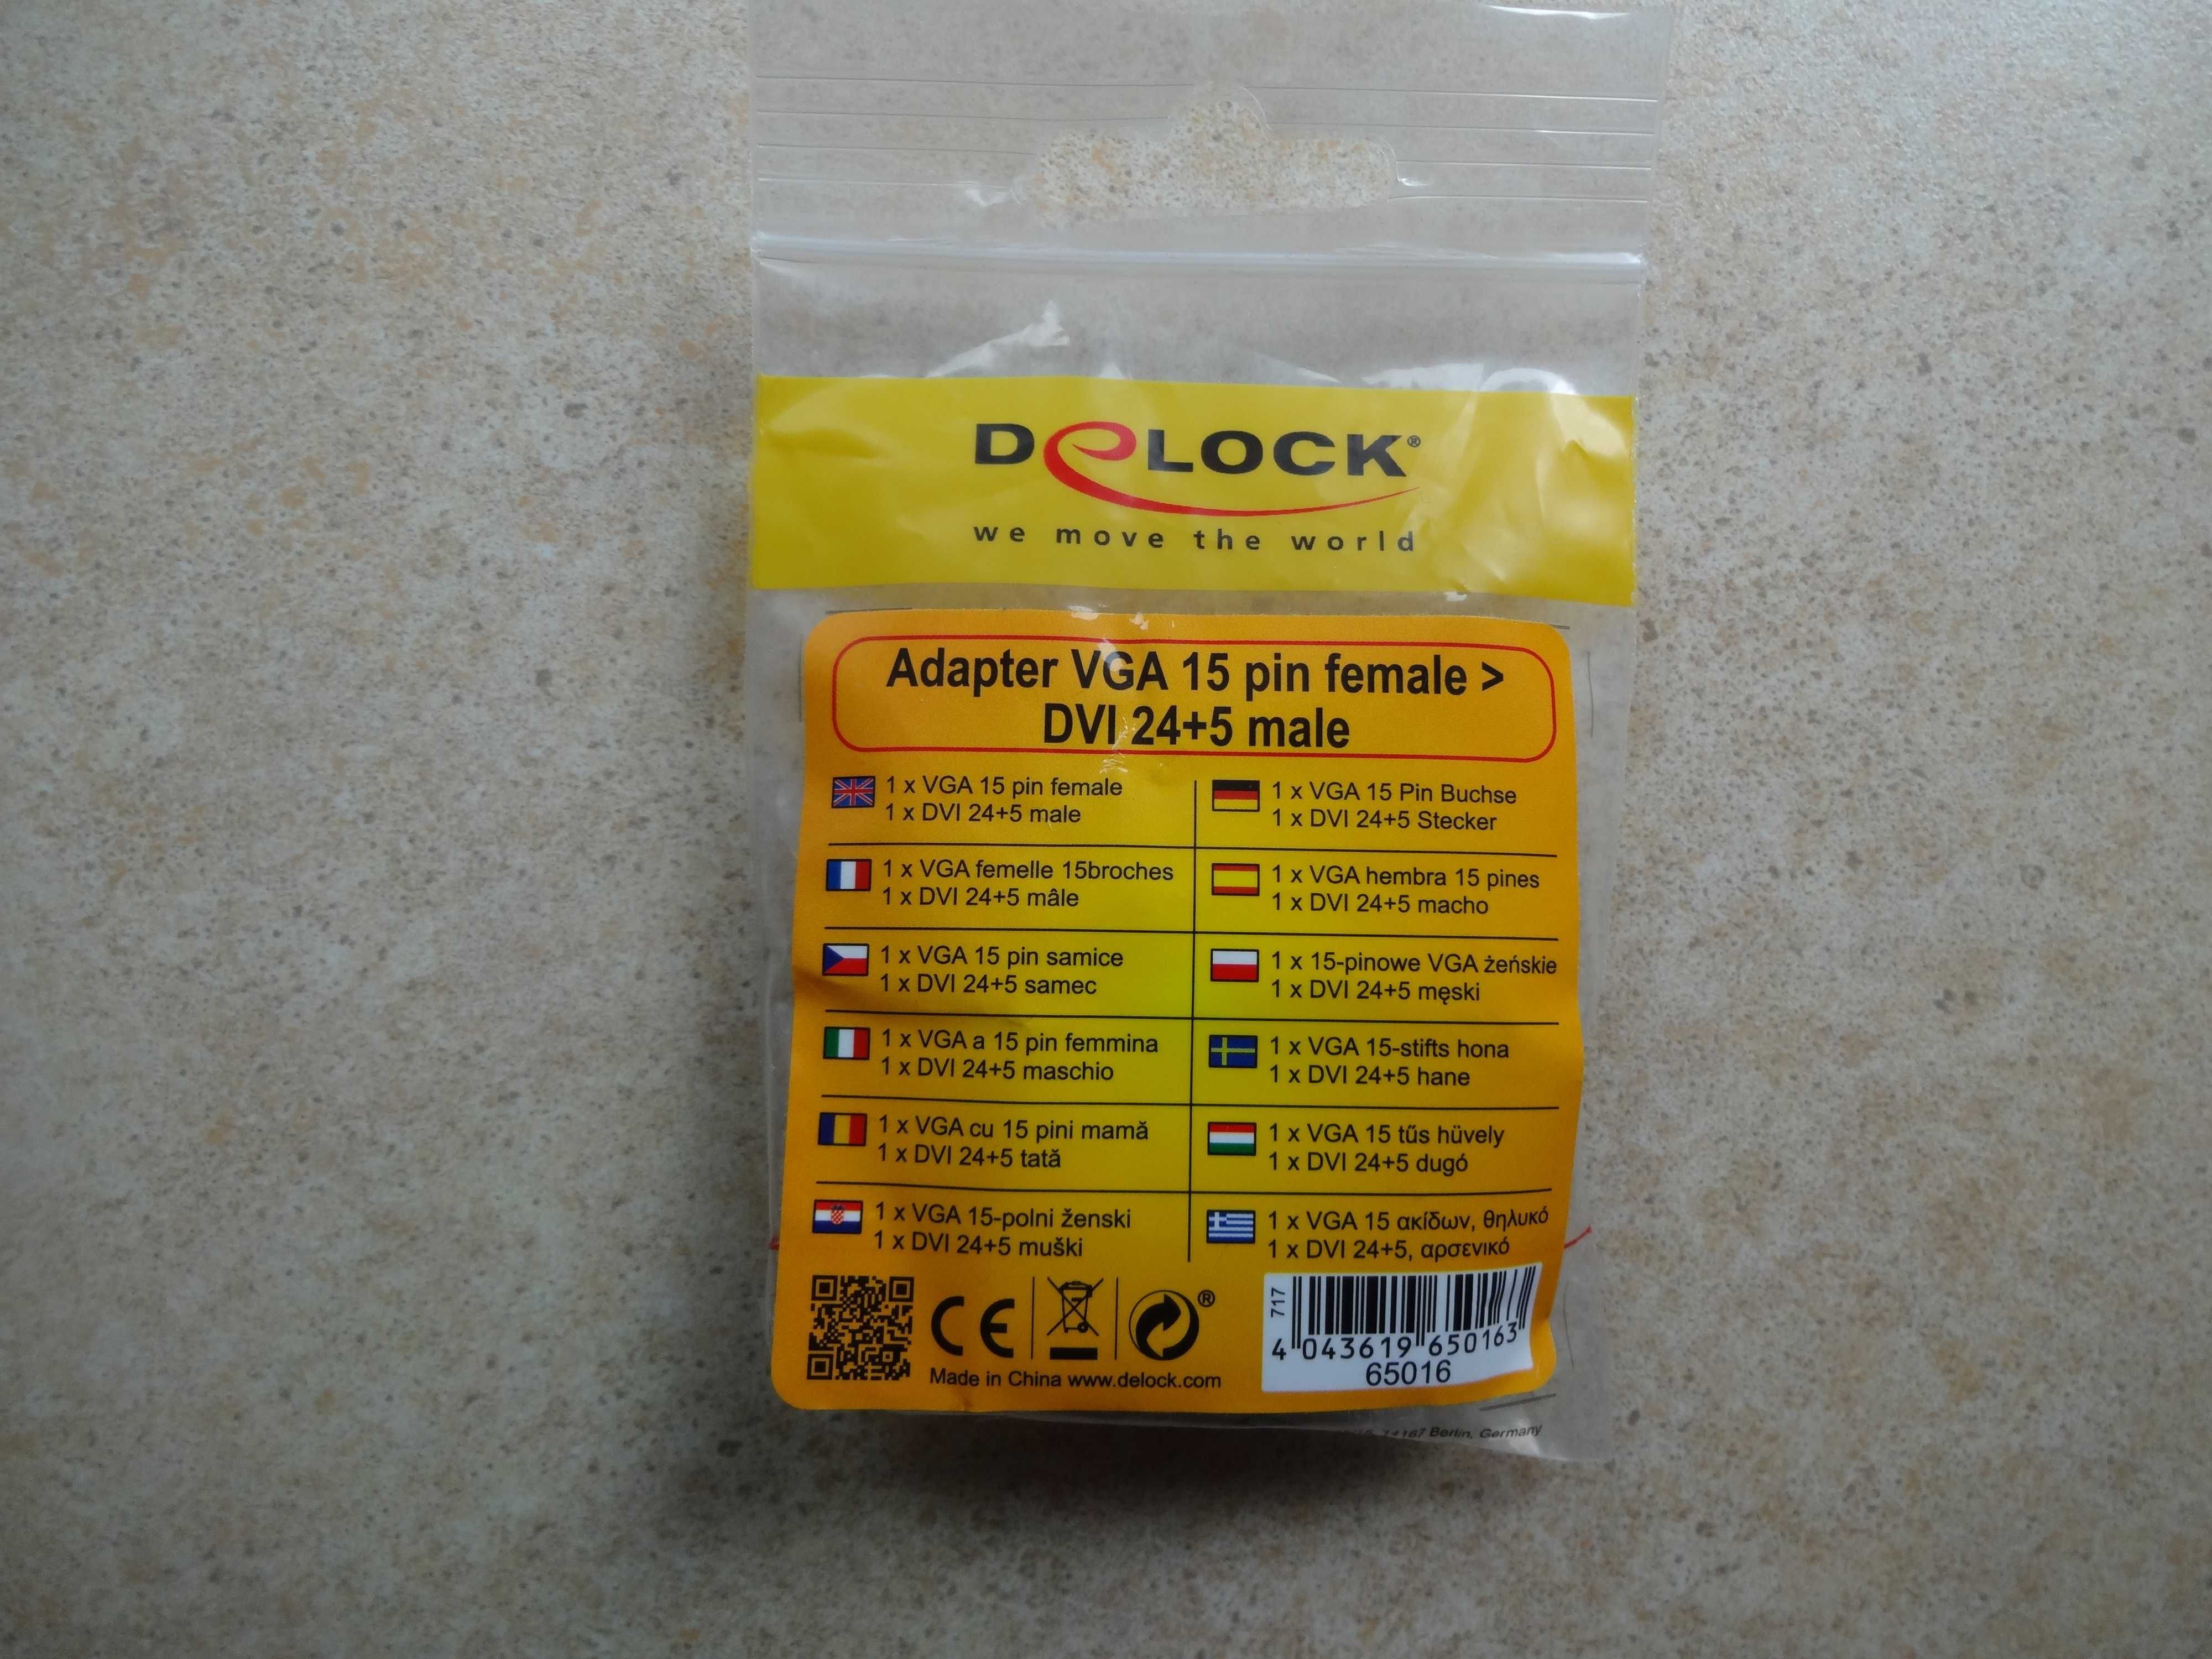 DeLOCK®
we move the world
Adapter VGA 15 pin female >
DVI 24+5 male
1 x VGA 15 pin female
1 x DVI 24+5 male
1 x VGA 15 Pin Buchse
1 x DVI 24+5 Stecker
1 x VGA femelle 15broches
1 x DVI 24+5 mâle
1 x VGA hembra 15 pines
1 x DVI 24+5 macho
1 x VGA 15 pin samice
1 x DVI 24+5 samec
1 x 15-pinowe VGA żeńskie
1 x DVI 24+5 męski
1 x VGA a 15 pin femmina
1 x DVI 24+5 maschio
1 x VGA 15-stifts hona
1 x DVI 24+5 hane
1 x VGA cu 15 pini mamă
1 x DVI 24+5 tată
1 x VGA 15 tűs hüvely
1 x DVI 24+5 dugó
1 x VGA 15-polni ženski
1 x DVI 24+5 muški
1 x VGA 15 ακίδων, θηλυκό
1 x DVI 24+5, αρσενικό
CE
®
Made in China www.delock.com
717
4 043619 650163
65016
14167 Berlin, Germany